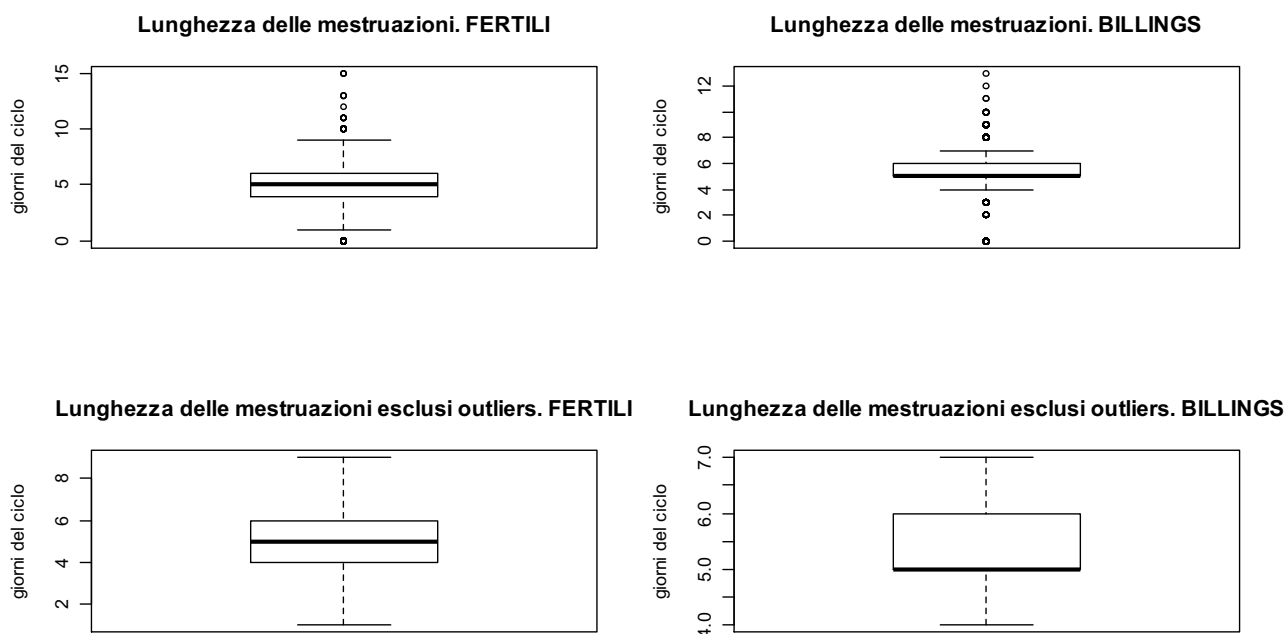 Lunghezza delle mestruazioni. FERTILI
giorni del ciclo
15
10
5
0
Lunghezza delle mestruazioni. BILLINGS
giorni del ciclo
12
8
6
4
2
0
Lunghezza delle mestruazioni esclusi outliers. FERTILI
giorni del ciclo
8
6
4
2
Lunghezza delle mestruazioni esclusi outliers. BILLINGS
giorni del ciclo
7.0
6.0
5.0
4.0